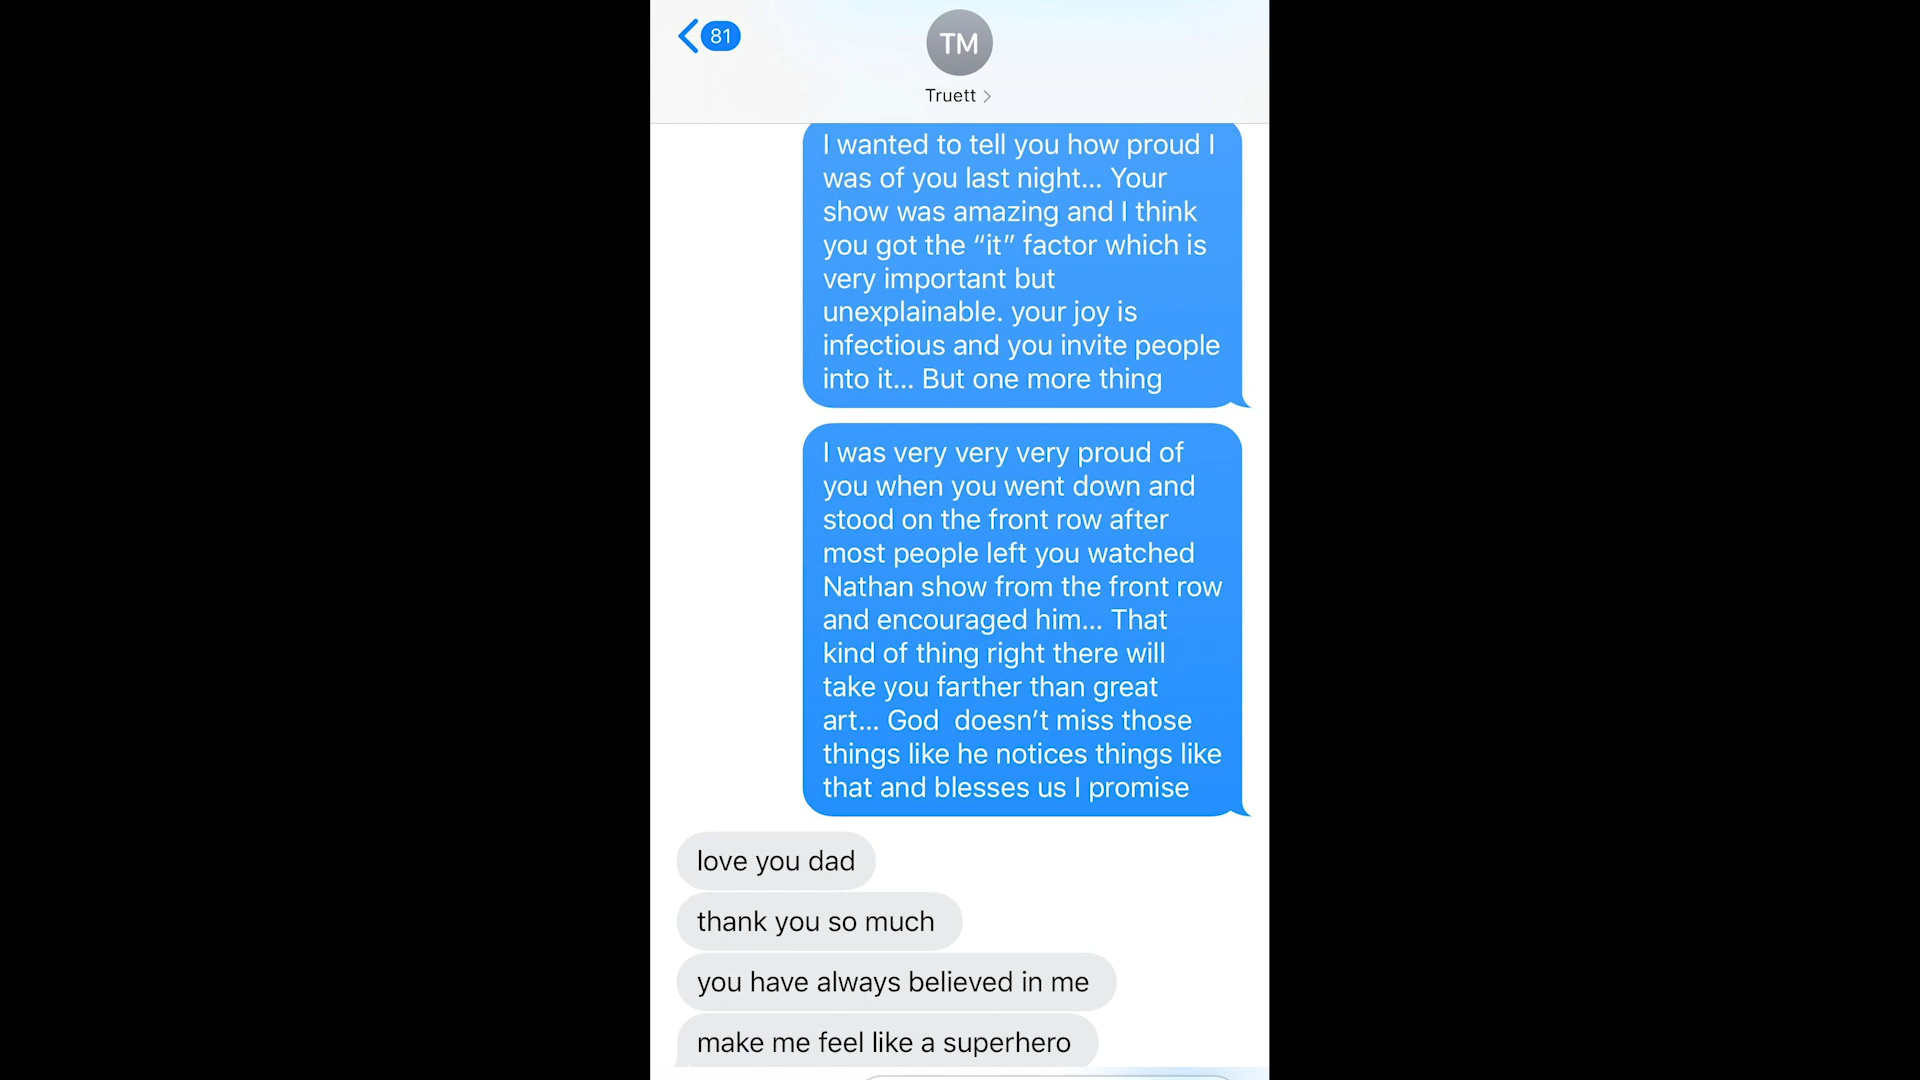 81
TM
Truett
I wanted to tell you how proud I
was of you last night... Your
show was amazing and I think
you got the “it” factor which is
very important but
unexplainable. your joy is
infectious and you invite people
into it... But one more thing
I was very very very proud of
you when you went down and
stood on the front row after
most people left you watched
Nathan show from the front row
and encouraged him... That
kind of thing right there will
take you farther than great
art... God  doesn’t miss those
things like he notices things like
that and blesses us I promise
love you dad
thank you so much
you have always believed in me
make me feel like a superhero